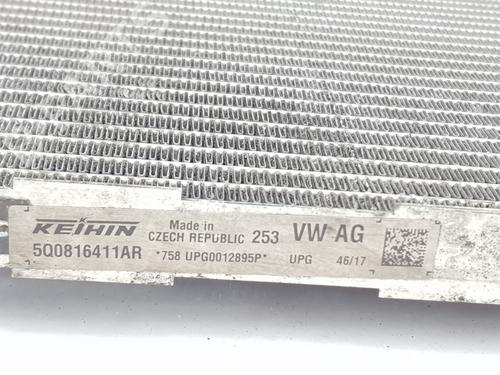 KEIHIN Made in CZECH REPUBLIC 253 VW AG
5Q0816411AR *758 UPG0012895P* UPG 46/17